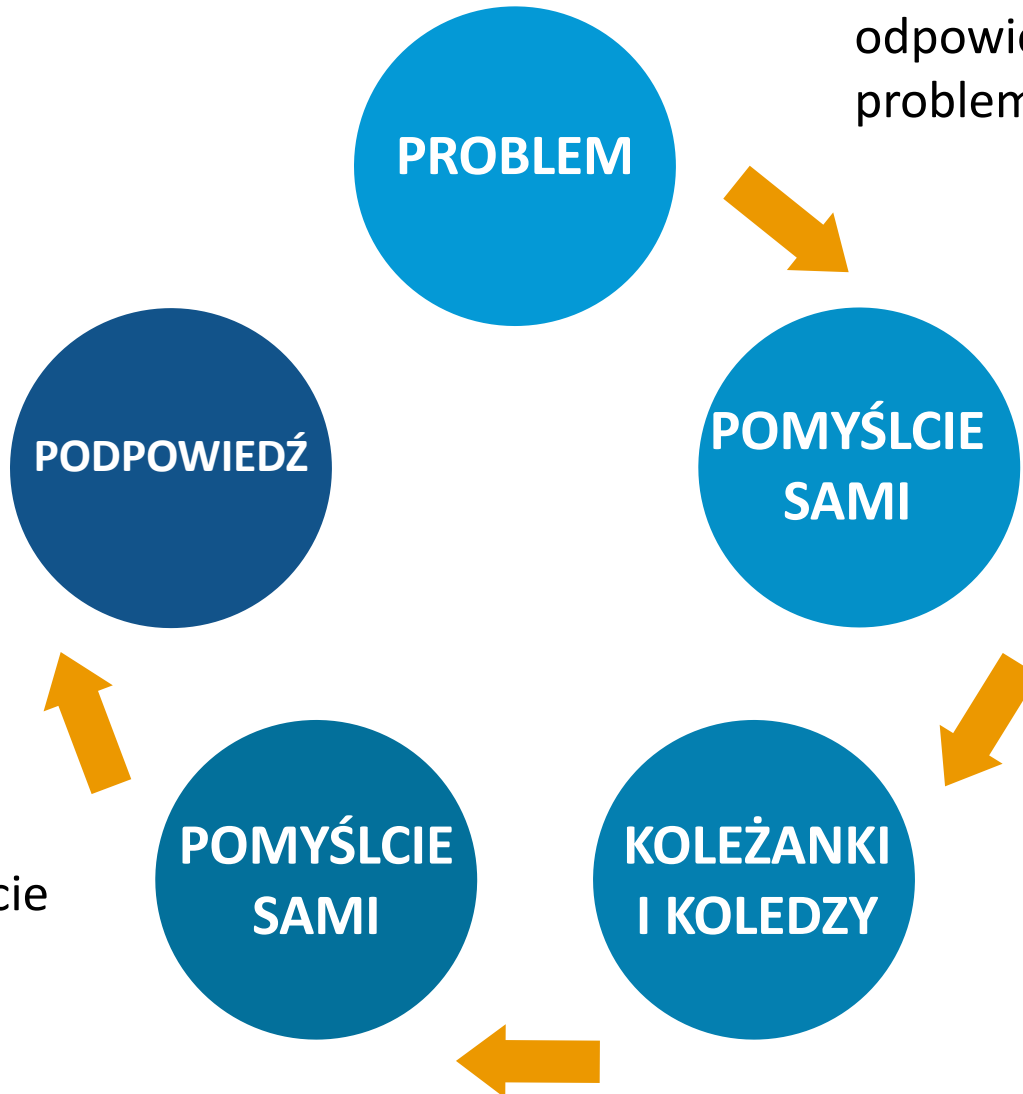 PROBLEM
POMYŚLCIE
SAMI
KOLEŻANKI
I KOLEDZY
POMYŚLCIE
SAMI
PODPOWIEDŹ